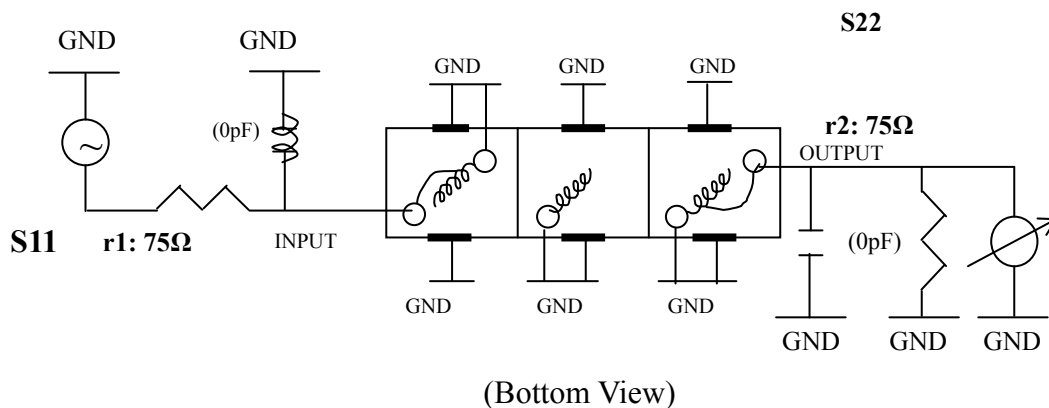 S22
GND
GND
GND
GND
GND
(0pF)
r2: 75Ω
OUTPUT
S11
r1: 75Ω
INPUT
(0pF)
GND
GND
GND
GND
GND
GND
(Bottom View)